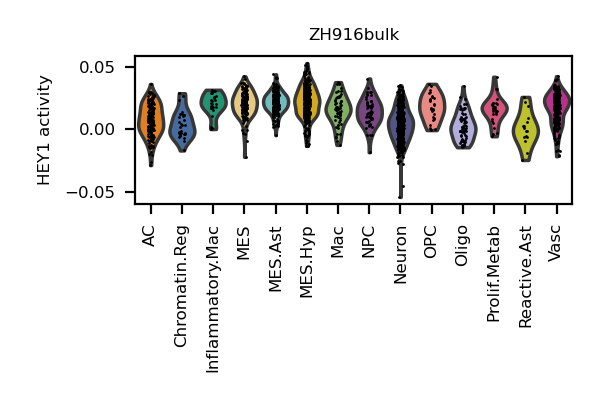 ZH916bulk
HEY1 activity
0.05
0.00
−0.05
AC
Chromatin.Reg
Inflammatory.Mac
MES
MES.Ast
MES.Hyp
Mac
NPC
Neuron
OPC
Oligo
Prolif.Metab
Reactive.Ast
Vasc